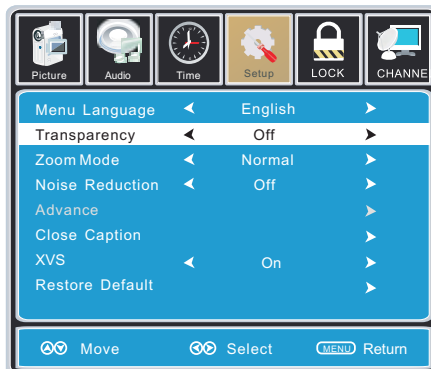 Picture Audio Time Setup LOCK CHANNE
Menu Language English
Transparency Off
Zoom Mode Normal
Noise Reduction Off
Advance
Close Caption
XVS On
Restore Default
Move Select MENU Return